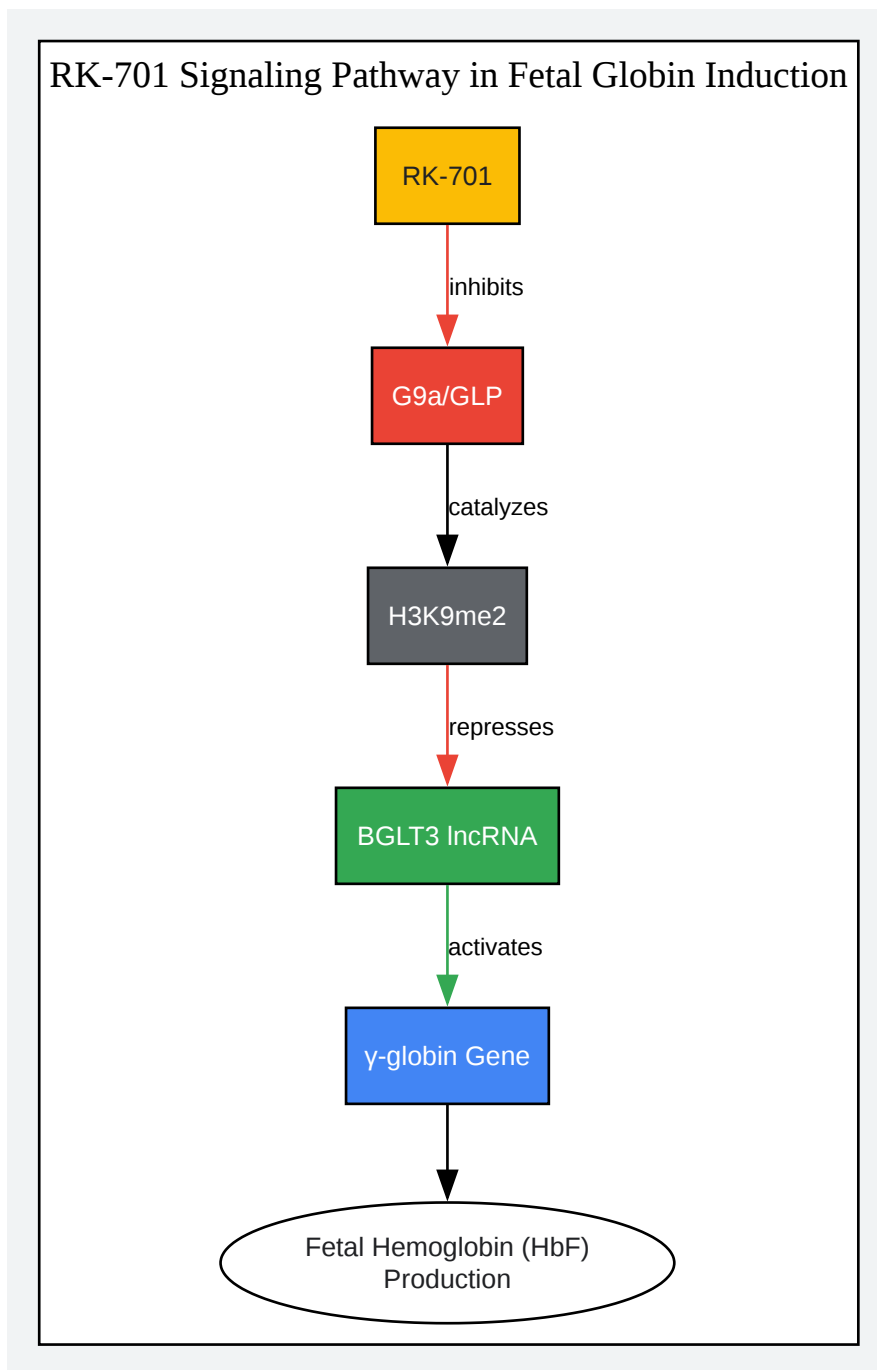 RK-701 Signaling Pathway in Fetal Globin Induction
RK-701
inhibits
G9a/GLP
catalyzes
H3K9me2
represses
BGLT3 lncRNA
activates
γ-globin Gene
Fetal Hemoglobin (HbF)
Production